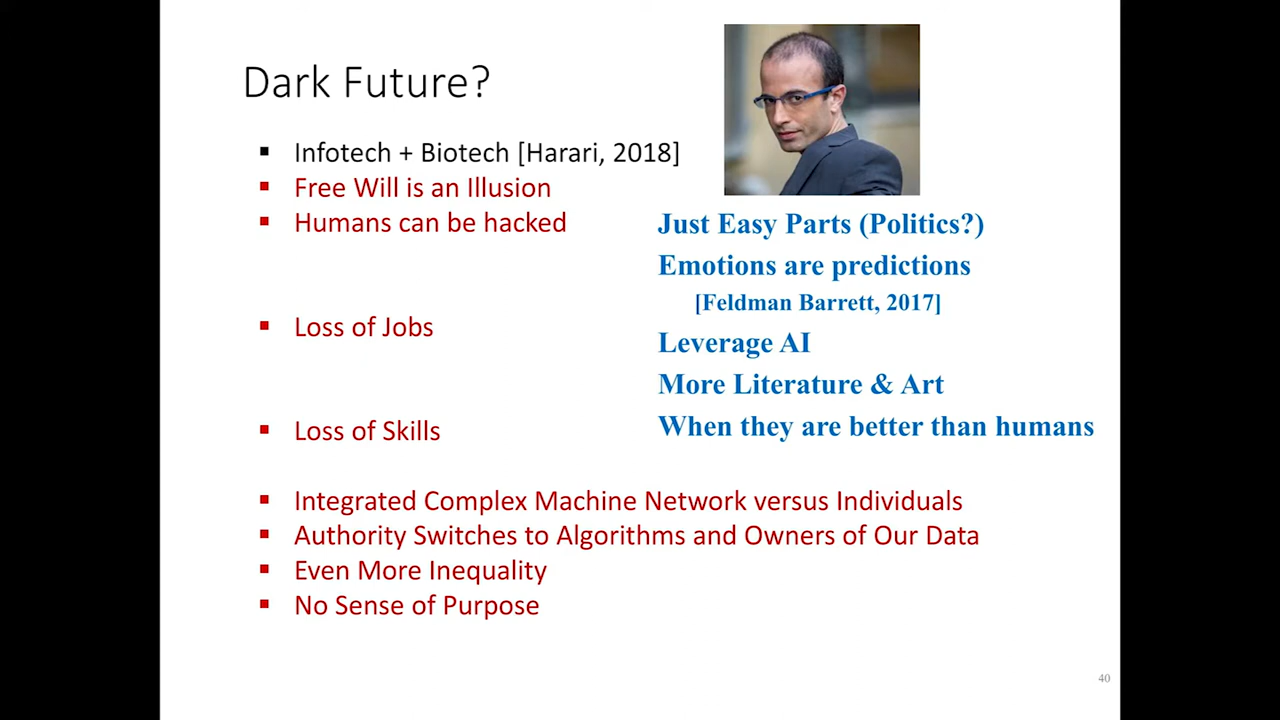 Dark Future?
▪ Infotech + Biotech [Harari, 2018]
▪ Free Will is an Illusion
▪ Humans can be hacked
Just Easy Parts (Politics?)
Emotions are predictions
[Feldman Barrett, 2017]
▪ Loss of Jobs
Leverage AI
More Literature & Art
▪ Loss of Skills
When they are better than humans
▪ Integrated Complex Machine Network versus Individuals
▪ Authority Switches to Algorithms and Owners of Our Data
▪ Even More Inequality
▪ No Sense of Purpose
40